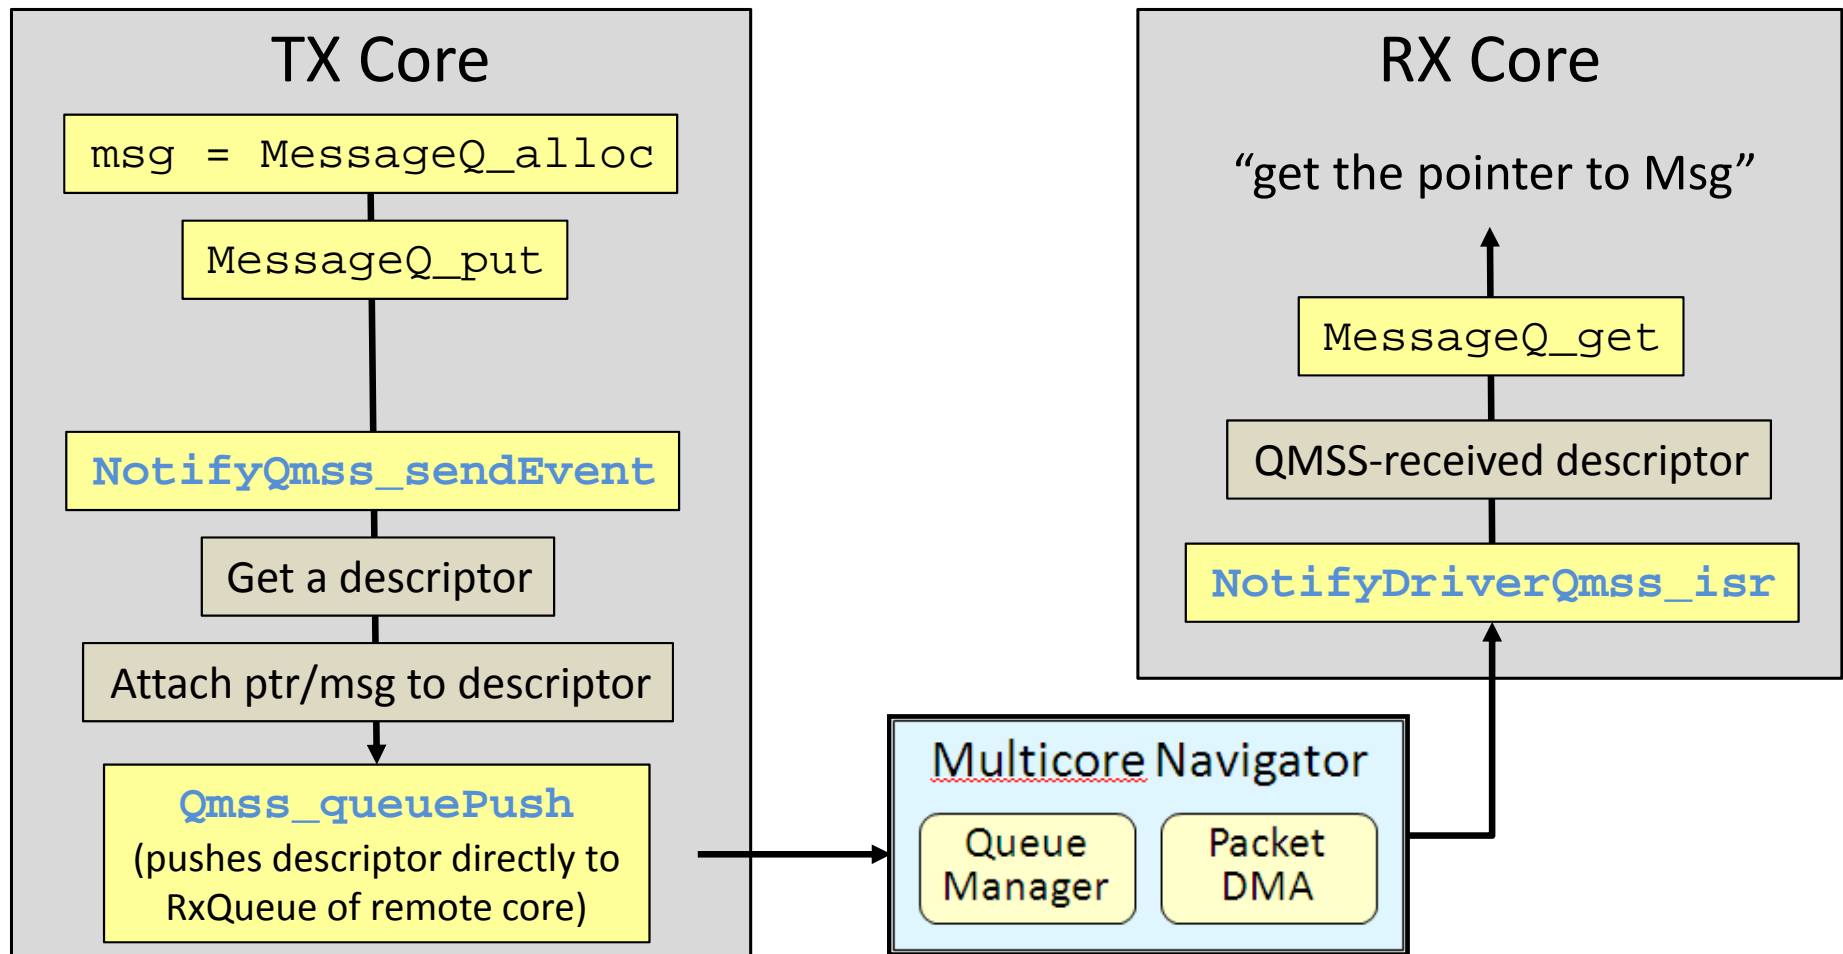 TX Core
msg = MessageQ_alloc
MessageQ_put
NotifyQmss_sendEvent
Get a descriptor
Attach ptr/msg to descriptor
Qmss_queuePush
(pushes descriptor directly to
RxQueue of remote core)
Multicore Navigator
Queue
Manager
Packet
DMA
RX Core
“get the pointer to Msg”
MessageQ_get
QMSS-received descriptor
NotifyDriverQmss_isr